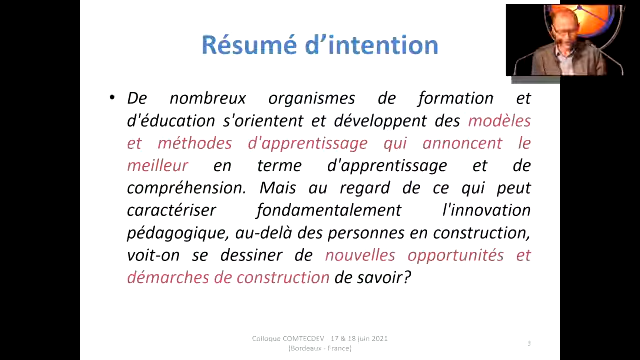 Résumé d'intention
• De nombreux organismes de formation et
d'éducation s'orientent et développent des modèles
et méthodes d'apprentissage qui annoncent le
meilleur en terme d'apprentissage et de
compréhension. Mais au regard de ce qui peut
caractériser fondamentalement l'innovation
pédagogique, au-delà des personnes en construction,
voit-on se dessiner de nouvelles opportunités et
démarches de construction de savoir?
Colloque COMTECDEV 17 & 18 juin 2021
(Bordeaux - France)
3